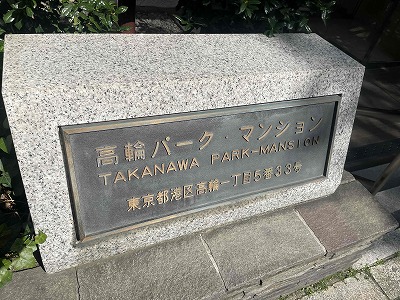 高輪パーク・マンション
TAKANAWA PARK-MANSION
東京都港区高輪一丁目5番33号